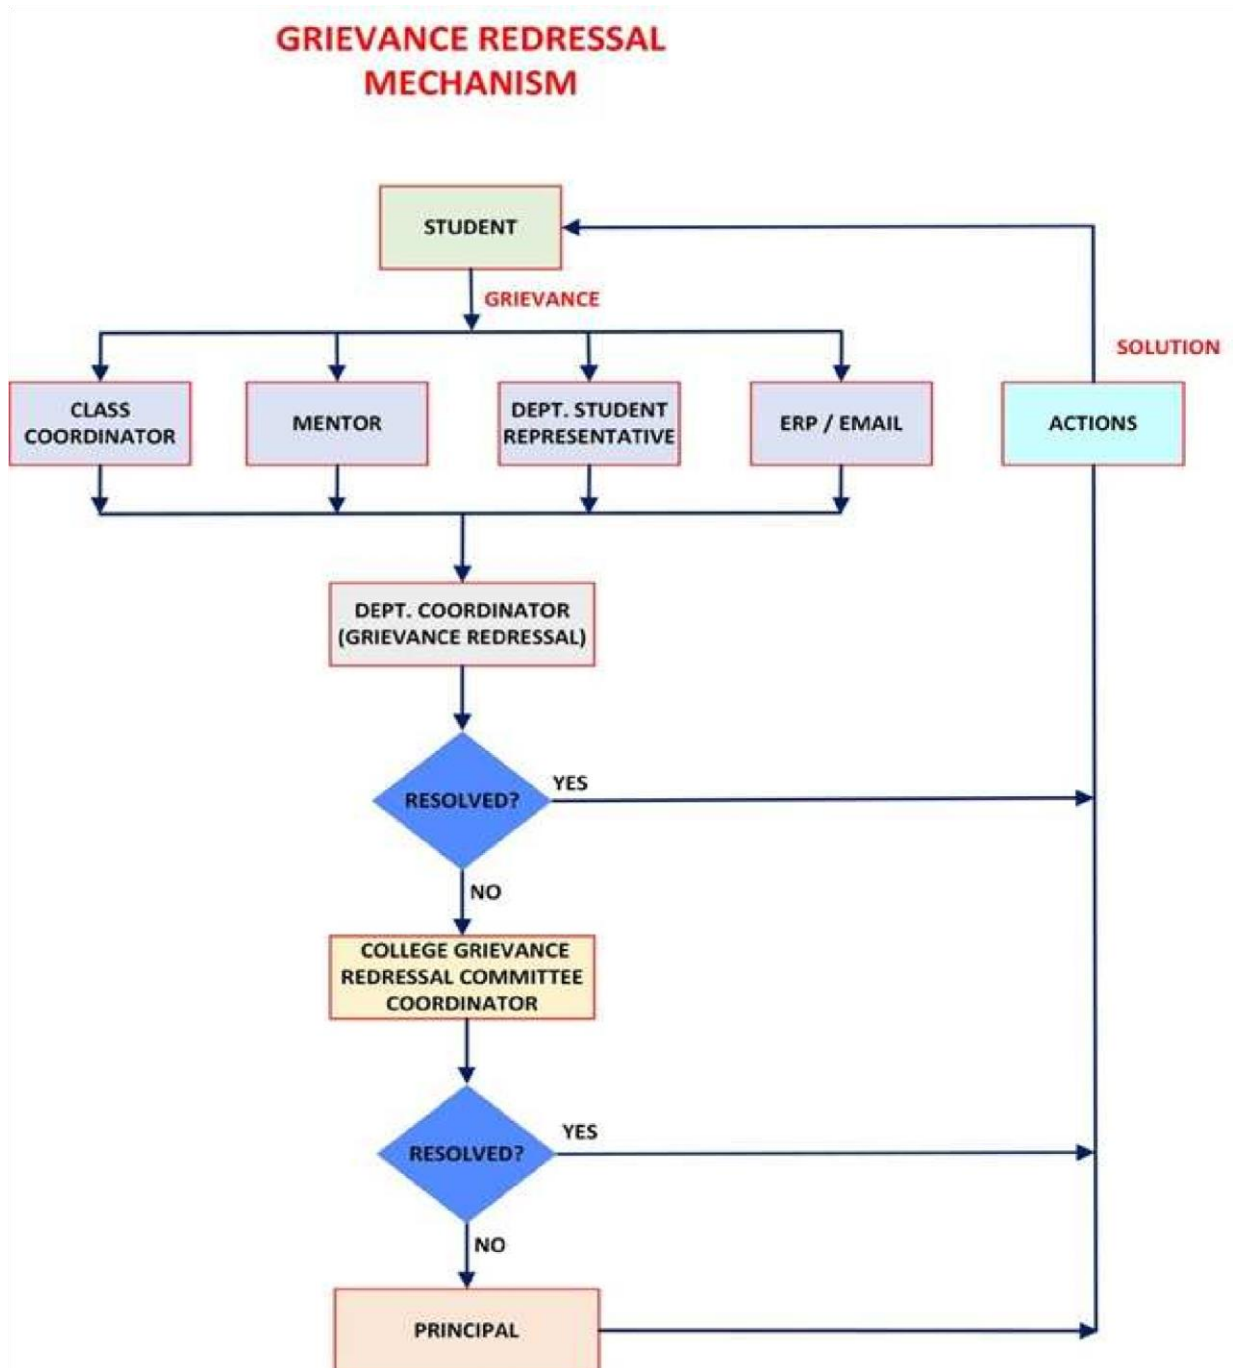 GRIEVANCE REDRESSAL
MECHANISM
STUDENT
GRIEVANCE
SOLUTION
CLASS
COORDINATOR
MENTOR
DEPT. STUDENT
REPRESENTATIVE
ERP / EMAIL
ACTIONS
DEPT. COORDINATOR
(GRIEVANCE REDRESSAL)
RESOLVED?
YES
NO
COLLEGE GRIEVANCE
REDRESSAL COMMITTEE
COORDINATOR
RESOLVED?
YES
NO
PRINCIPAL